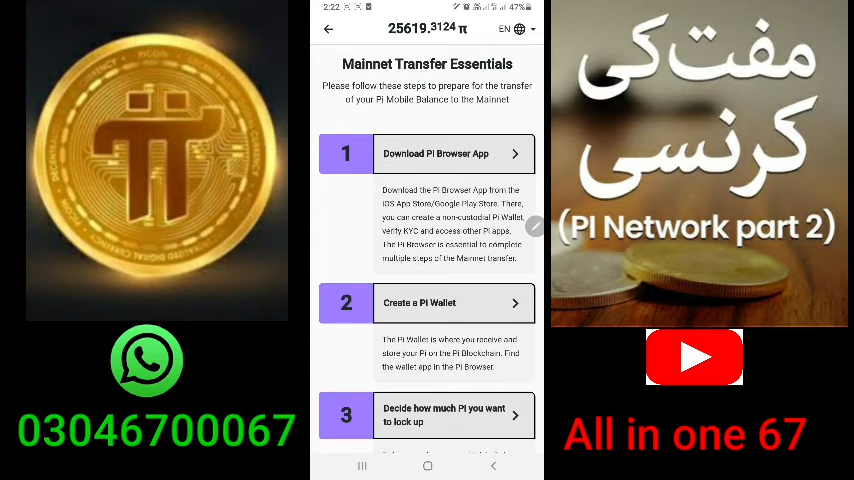 2:22
47%
25619.3124 π
EN
Mainnet Transfer Essentials
Please follow these steps to prepare for the transfer
of your Pi Mobile Balance to the Mainnet
1
Download Pi Browser App
Download the Pi Browser App from the
iOS App Store/Google Play Store. There,
you can create a non-custodial Pi Wallet,
verify KYC and access other Pi apps.
The Pi Browser is essential to complete
multiple steps of the Mainnet transfer.
2
Create a Pi Wallet
The Pi Wallet is where you receive and
store your Pi on the Pi Blockchain. Find
the wallet app in the Pi Browser.
3
Decide how much Pi you want
to lock up
مفت کی
کرنسی
(PI Network part 2)
03046700067
All in one 67